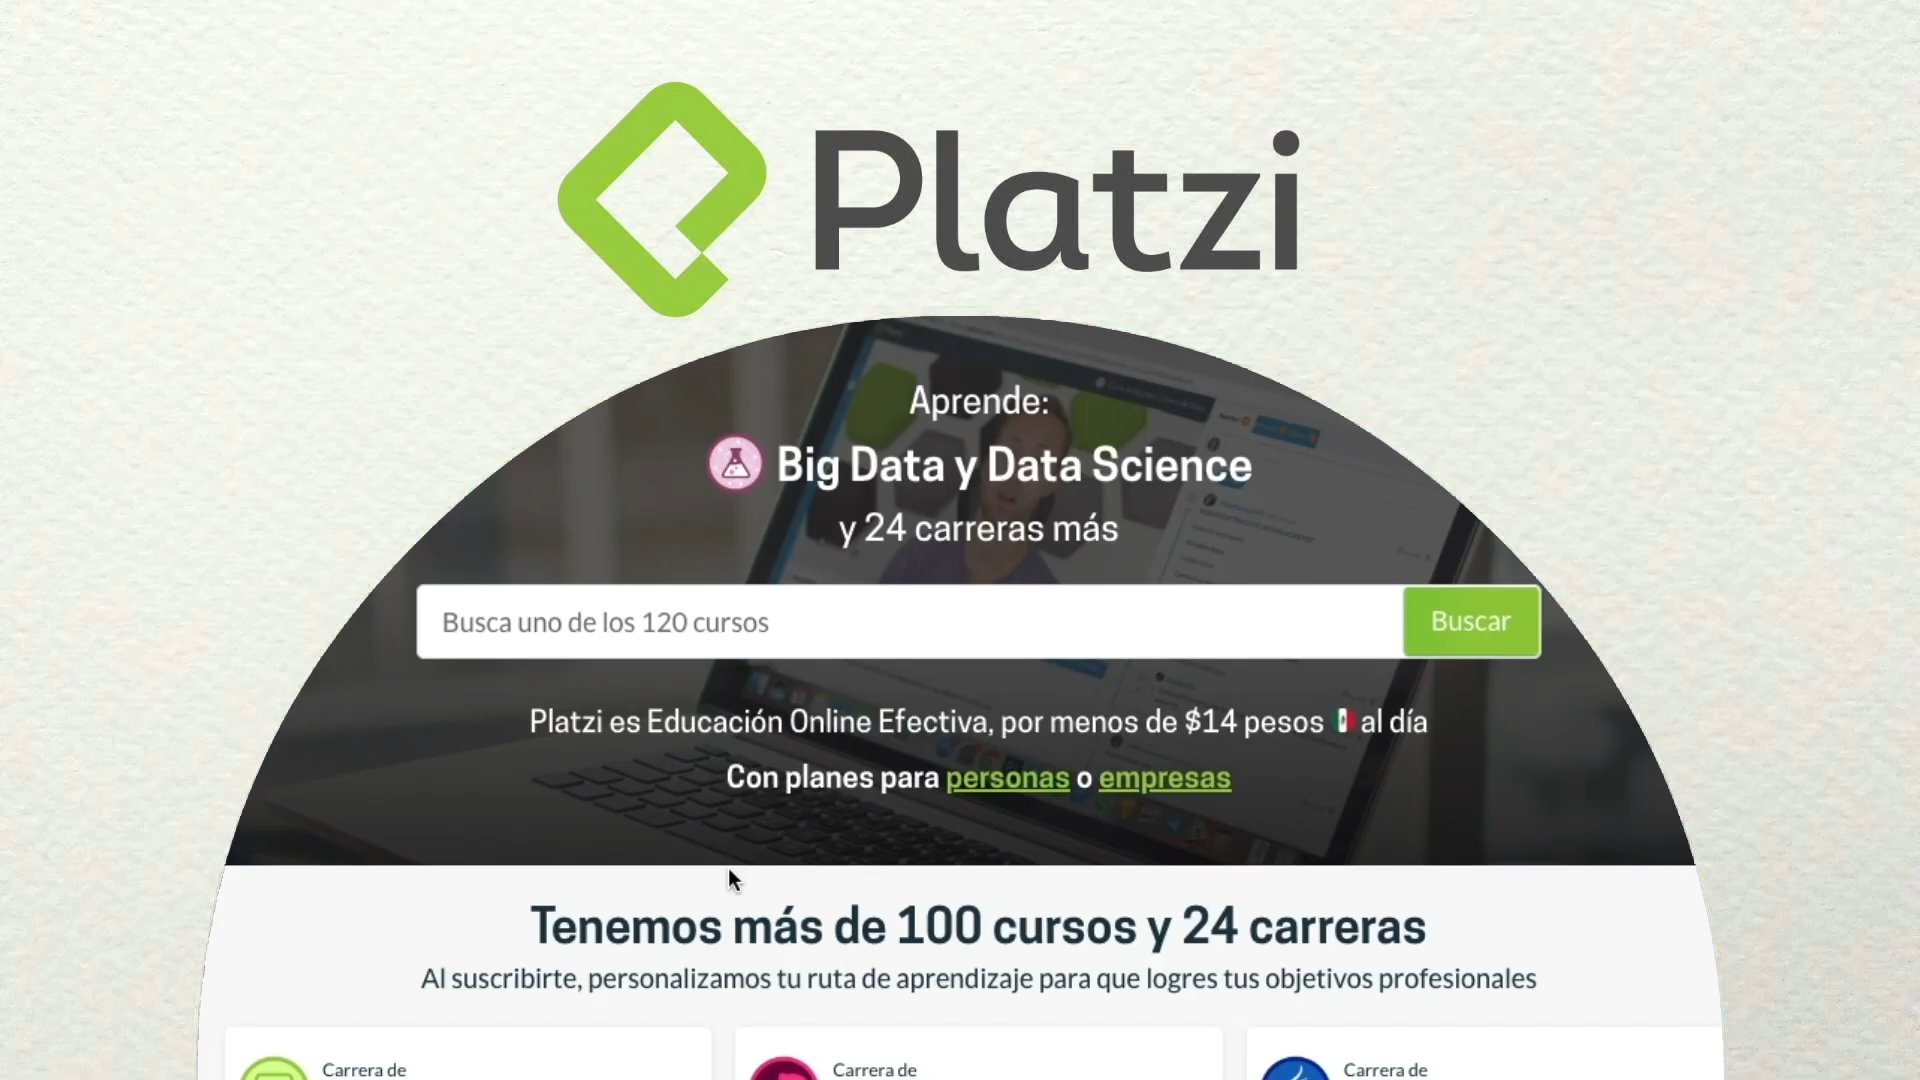 Platzi
Aprende:
Big Data y Data Science
y 24 carreras más
Busca uno de los 120 cursos
Buscar
Platzi es Educación Online Efectiva, por menos de $14 pesos 🇲🇽 al día
Con planes para personas o empresas
Tenemos más de 100 cursos y 24 carreras
Al suscribirte, personalizamos tu ruta de aprendizaje para que logres tus objetivos profesionales
Carrera de
Carrera de
Carrera de